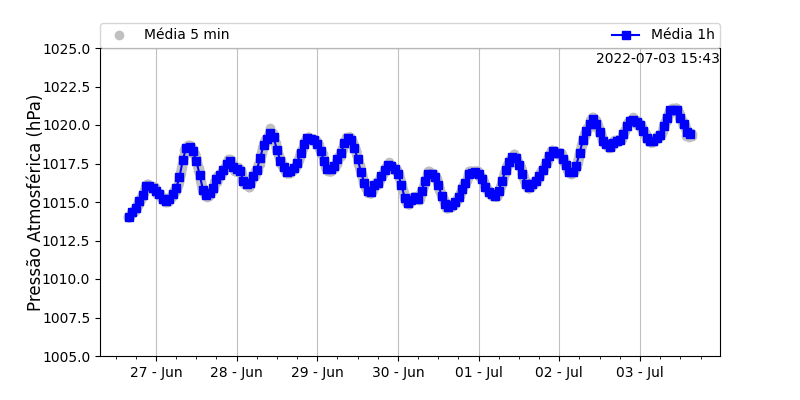 Média 5 min
Média 1h
2022-07-03 15:43
Pressão Atmosférica (hPa)
1025.0
1022.5
1020.0
1017.5
1015.0
1012.5
1010.0
1007.5
1005.0
27 - Jun
28 - Jun
29 - Jun
30 - Jun
01 - Jul
02 - Jul
03 - Jul